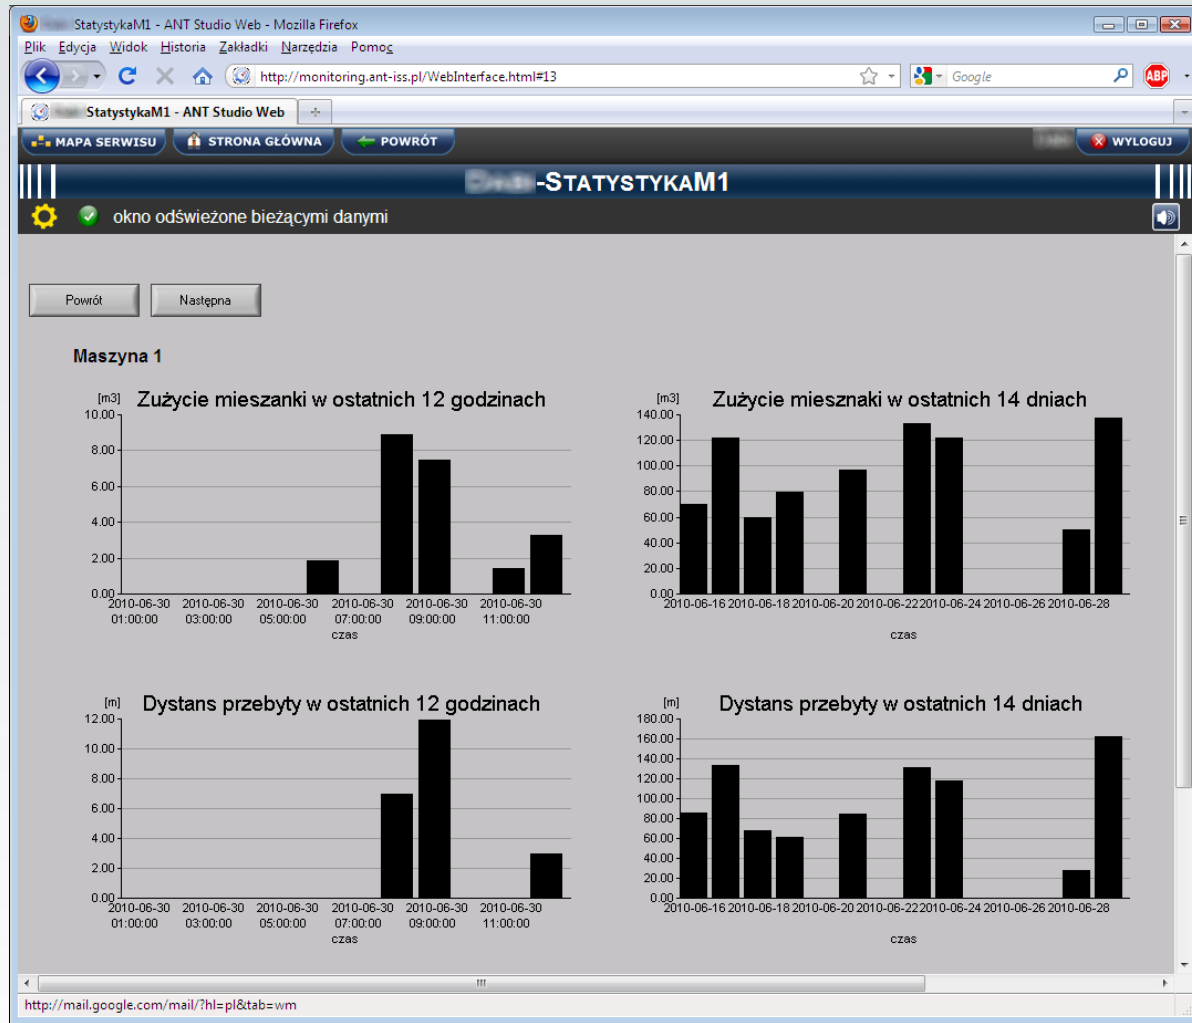 StatystykaM1 - ANT Studio Web - Mozilla Firefox
Plik Edycja Widok Historia Zakładki Narzędzia Pomoc
http://monitoring.ant-iss.pl/WebInterface.html#13 Google ABP
StatystykaM1 - ANT Studio Web
MAPA SERWISU STRONA GŁÓWNA POWRÓT WYLOGUJ
-StatystykaM1
okno odświeżone bieżącymi danymi
Powrót Następna
Maszyna 1
[m3] Zużycie mieszanki w ostatnich 12 godzinach
10.00
8.00
6.00
4.00
2.00
0.00
2010-06-30 2010-06-30 2010-06-30 2010-06-30 2010-06-30 2010-06-30
01:00:00 03:00:00 05:00:00 07:00:00 09:00:00 11:00:00
czas
[m3] Zużycie miesznaki w ostatnich 14 dniach
140.00
120.00
100.00
80.00
60.00
40.00
20.00
0.00
2010-06-16 2010-06-18 2010-06-20 2010-06-22 2010-06-24 2010-06-26 2010-06-28
czas
[m] Dystans przebyty w ostatnich 12 godzinach
12.00
10.00
8.00
6.00
4.00
2.00
0.00
2010-06-30 2010-06-30 2010-06-30 2010-06-30 2010-06-30 2010-06-30
01:00:00 03:00:00 05:00:00 07:00:00 09:00:00 11:00:00
czas
[m] Dystans przebyty w ostatnich 14 dniach
180.00
160.00
140.00
120.00
100.00
80.00
60.00
40.00
20.00
0.00
2010-06-16 2010-06-18 2010-06-20 2010-06-22 2010-06-24 2010-06-26 2010-06-28
czas
http://mail.google.com/mail/?hl=pl&tab=wm